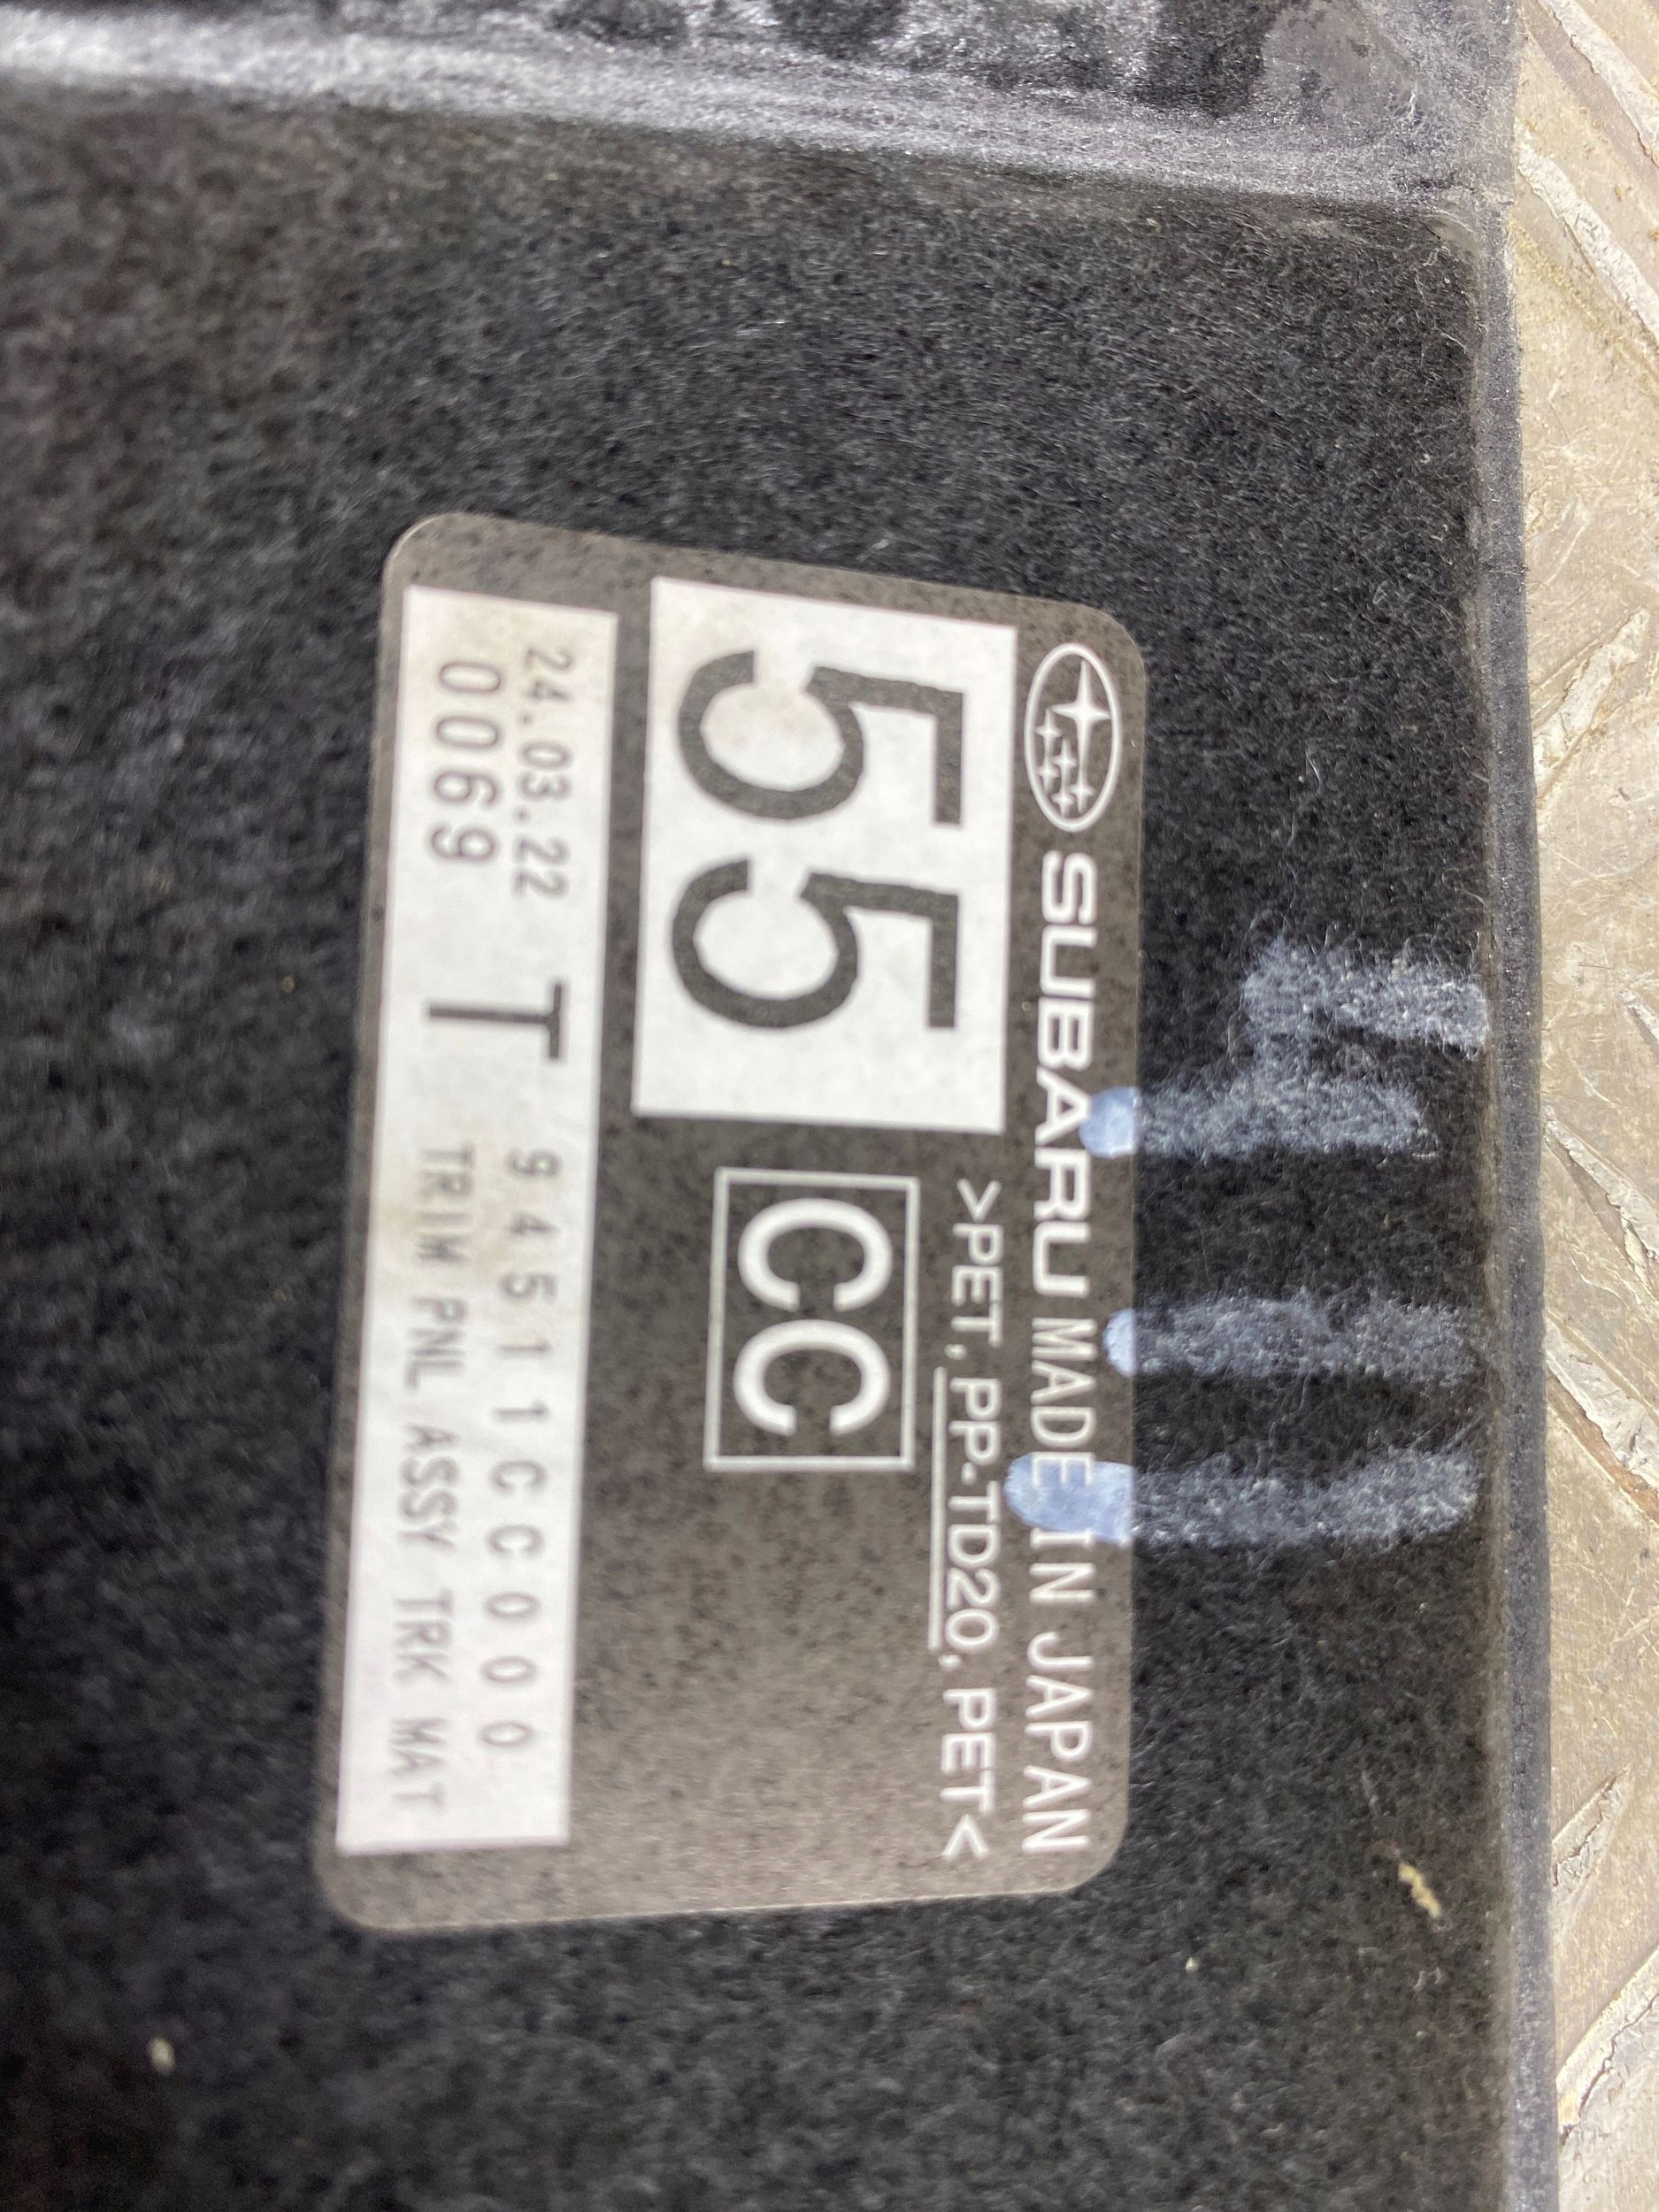 SUBARU MADE IN JAPAN
>PET, PP-TD20, PET<
55
CC
24.03.22
0069
T
94511CC000
TRIM PNL ASSY TRK MAT